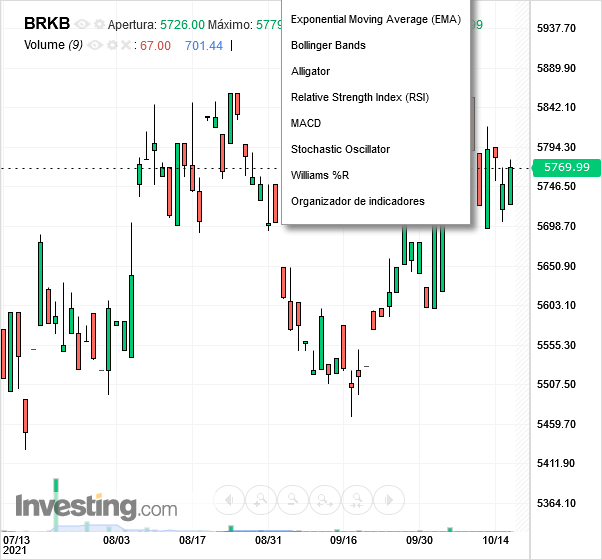 BRKB Apertura: 5726.00 Máximo: 5779
Volume (9) : 67.00 701.44
Exponential Moving Average (EMA)
Bollinger Bands
Alligator
Relative Strength Index (RSI)
MACD
Stochastic Oscillator
Williams %R
Organizador de indicadores
5937.70
5889.90
5842.10
5794.30
5769.99
5746.50
5698.70
5650.90
5603.10
5555.30
5507.50
5459.70
5411.90
5364.10
Investing.com
07/13 08/03 08/17 08/31 09/16 09/30 10/14
2021